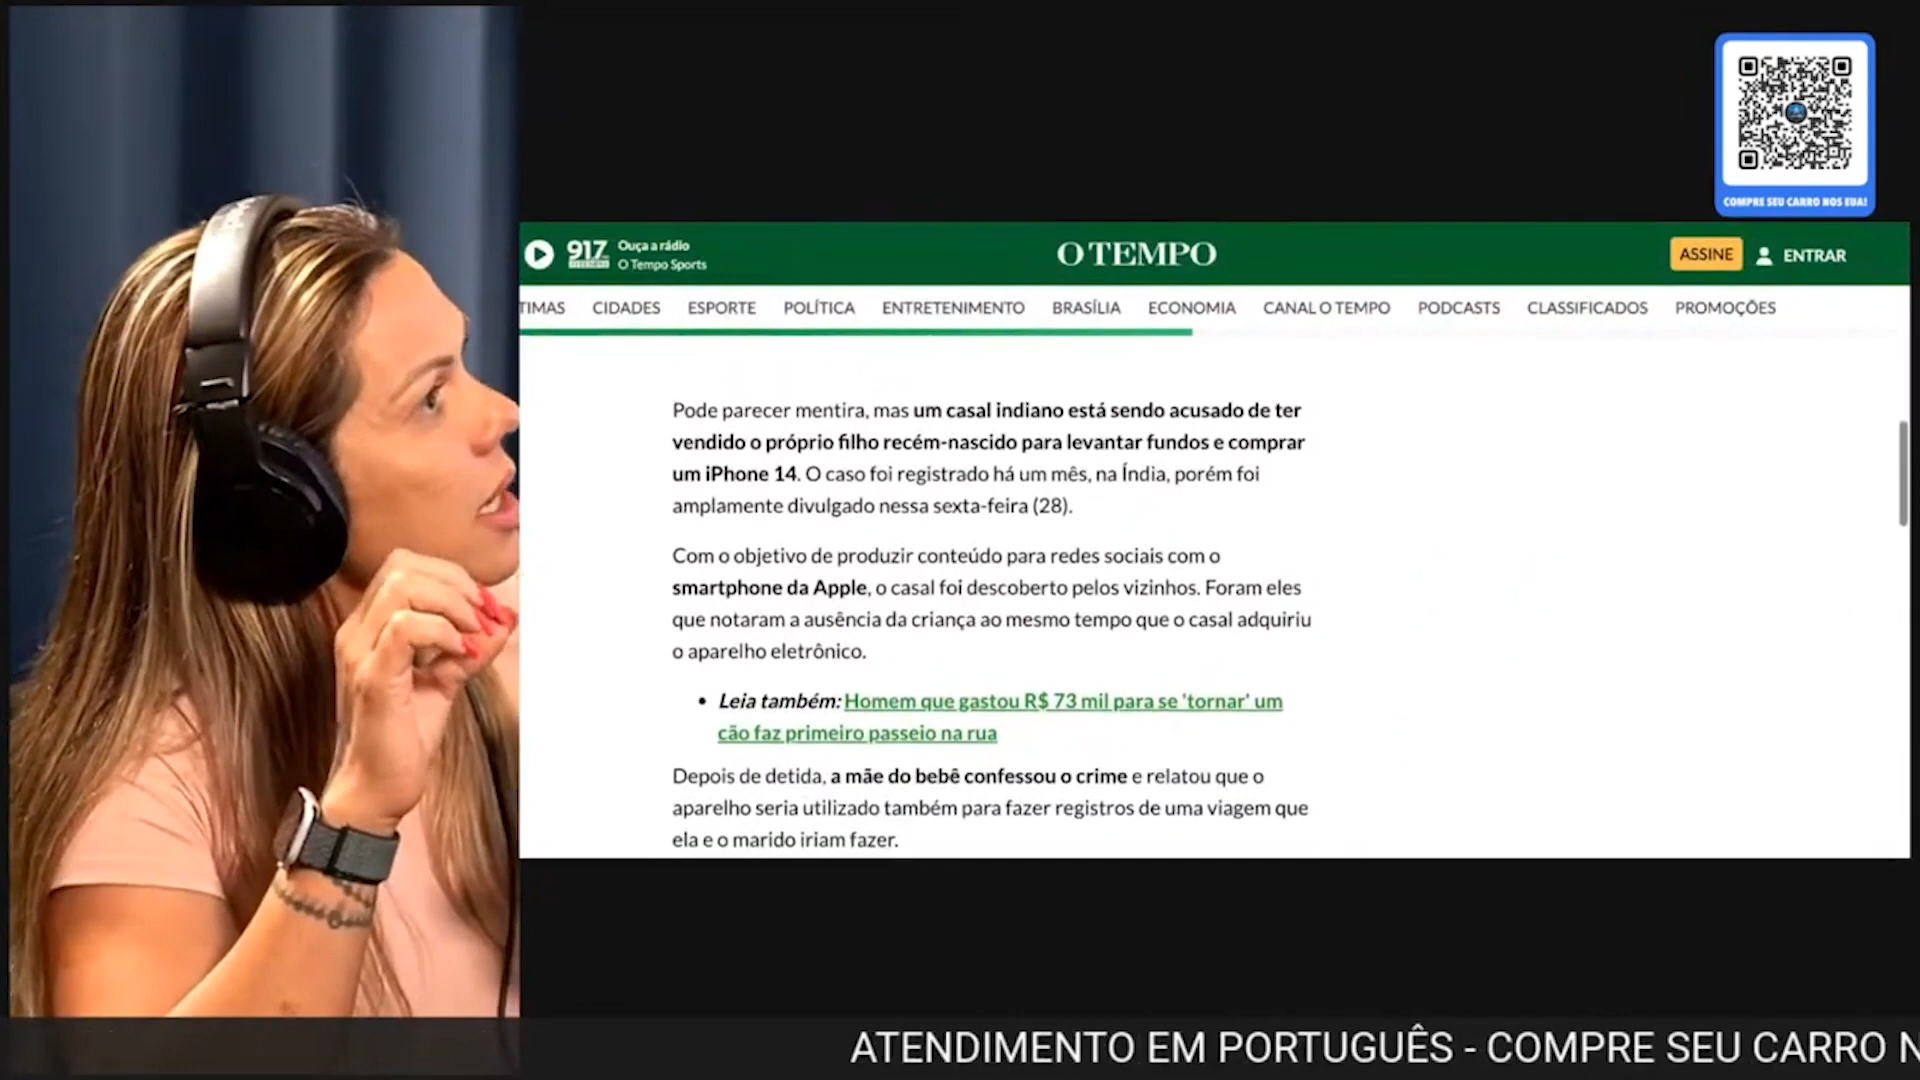 COMPRE SEU CARRO NOS EUA!
917 Ouça a rádio
O Tempo Sports
O TEMPO
ASSINE
ENTRAR
TIMAS CIDADES ESPORTE POLÍTICA ENTRETENIMENTO BRASÍLIA ECONOMIA CANAL O TEMPO PODCASTS CLASSIFICADOS PROMOÇÕES
Pode parecer mentira, mas um casal indiano está sendo acusado de ter
vendido o próprio filho recém-nascido para levantar fundos e comprar
um iPhone 14. O caso foi registrado há um mês, na Índia, porém foi
amplamente divulgado nessa sexta-feira (28).
Com o objetivo de produzir conteúdo para redes sociais com o
smartphone da Apple, o casal foi descoberto pelos vizinhos. Foram eles
que notaram a ausência da criança ao mesmo tempo que o casal adquiriu
o aparelho eletrônico.
• Leia também: Homem que gastou R$ 73 mil para se 'tornar' um
cão faz primeiro passeio na rua
Depois de detida, a mãe do bebê confessou o crime e relatou que o
aparelho seria utilizado também para fazer registros de uma viagem que
ela e o marido iriam fazer.
ATENDIMENTO EM PORTUGUÊS - COMPRE SEU CARRO N